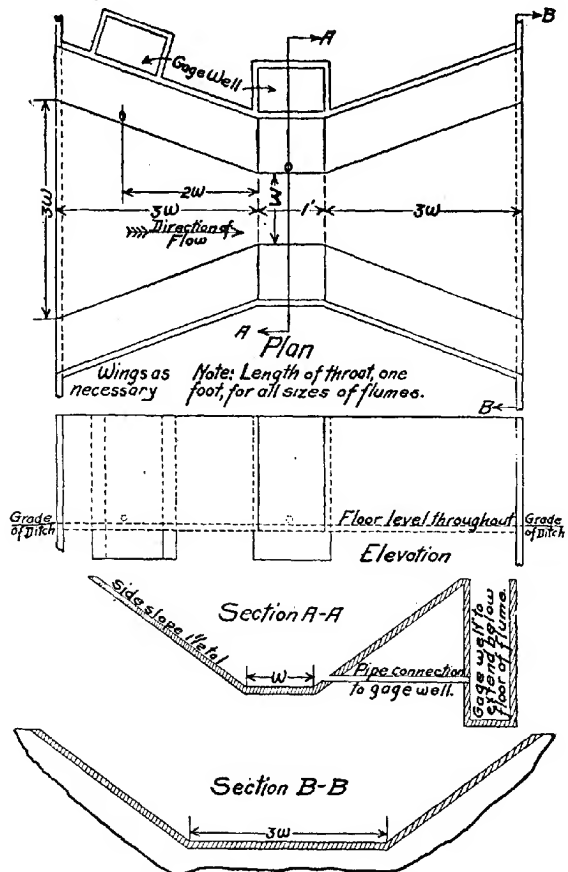 B
A
Gage Well
2W
W
3W
3W
1'
3W
Direction of
Flow
A
Plan
Wings as
necessary
Note: Length of throat, one
foot, for all sizes of flumes.
B
Grade
of Ditch
Floor level throughout
Grade
of Ditch
Elevation
Section A-A
Side slope 1½ to 1
W
Pipe connection
to gage well.
Gage well to
extend below
floor of flume.
Section B-B
3W